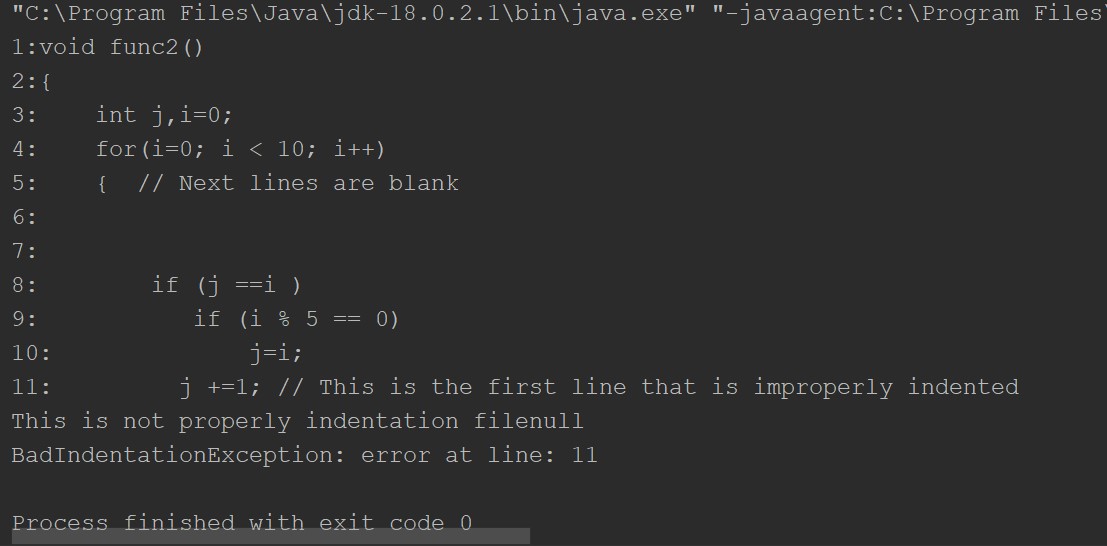 "C:\Program Files\Java\jdk-18.0.2.1\bin\java.exe" "-javaagent:C:\Program Files\
1:void func2()
2:{
3:    int j,i=0;
4:    for(i=0; i < 10; i++)
5:    {  // Next lines are blank
6:
7:
8:        if (j ==i )
9:           if (i % 5 == 0)
10:              j=i;
11:         j +=1; // This is the first line that is improperly indented
This is not properly indentation filenull
BadIndentationException: error at line: 11
Process finished with exit code 0